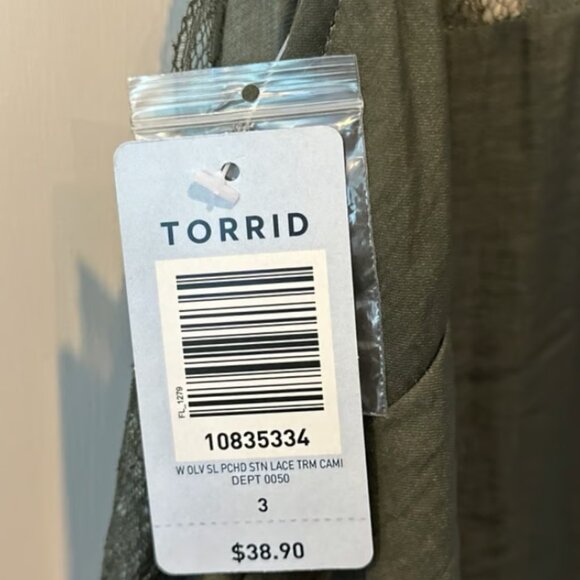 TORRID
FL_1279
10835334
W OLV SL PCHD STN LACE TRM CAMI
DEPT 0050
3
$38.90